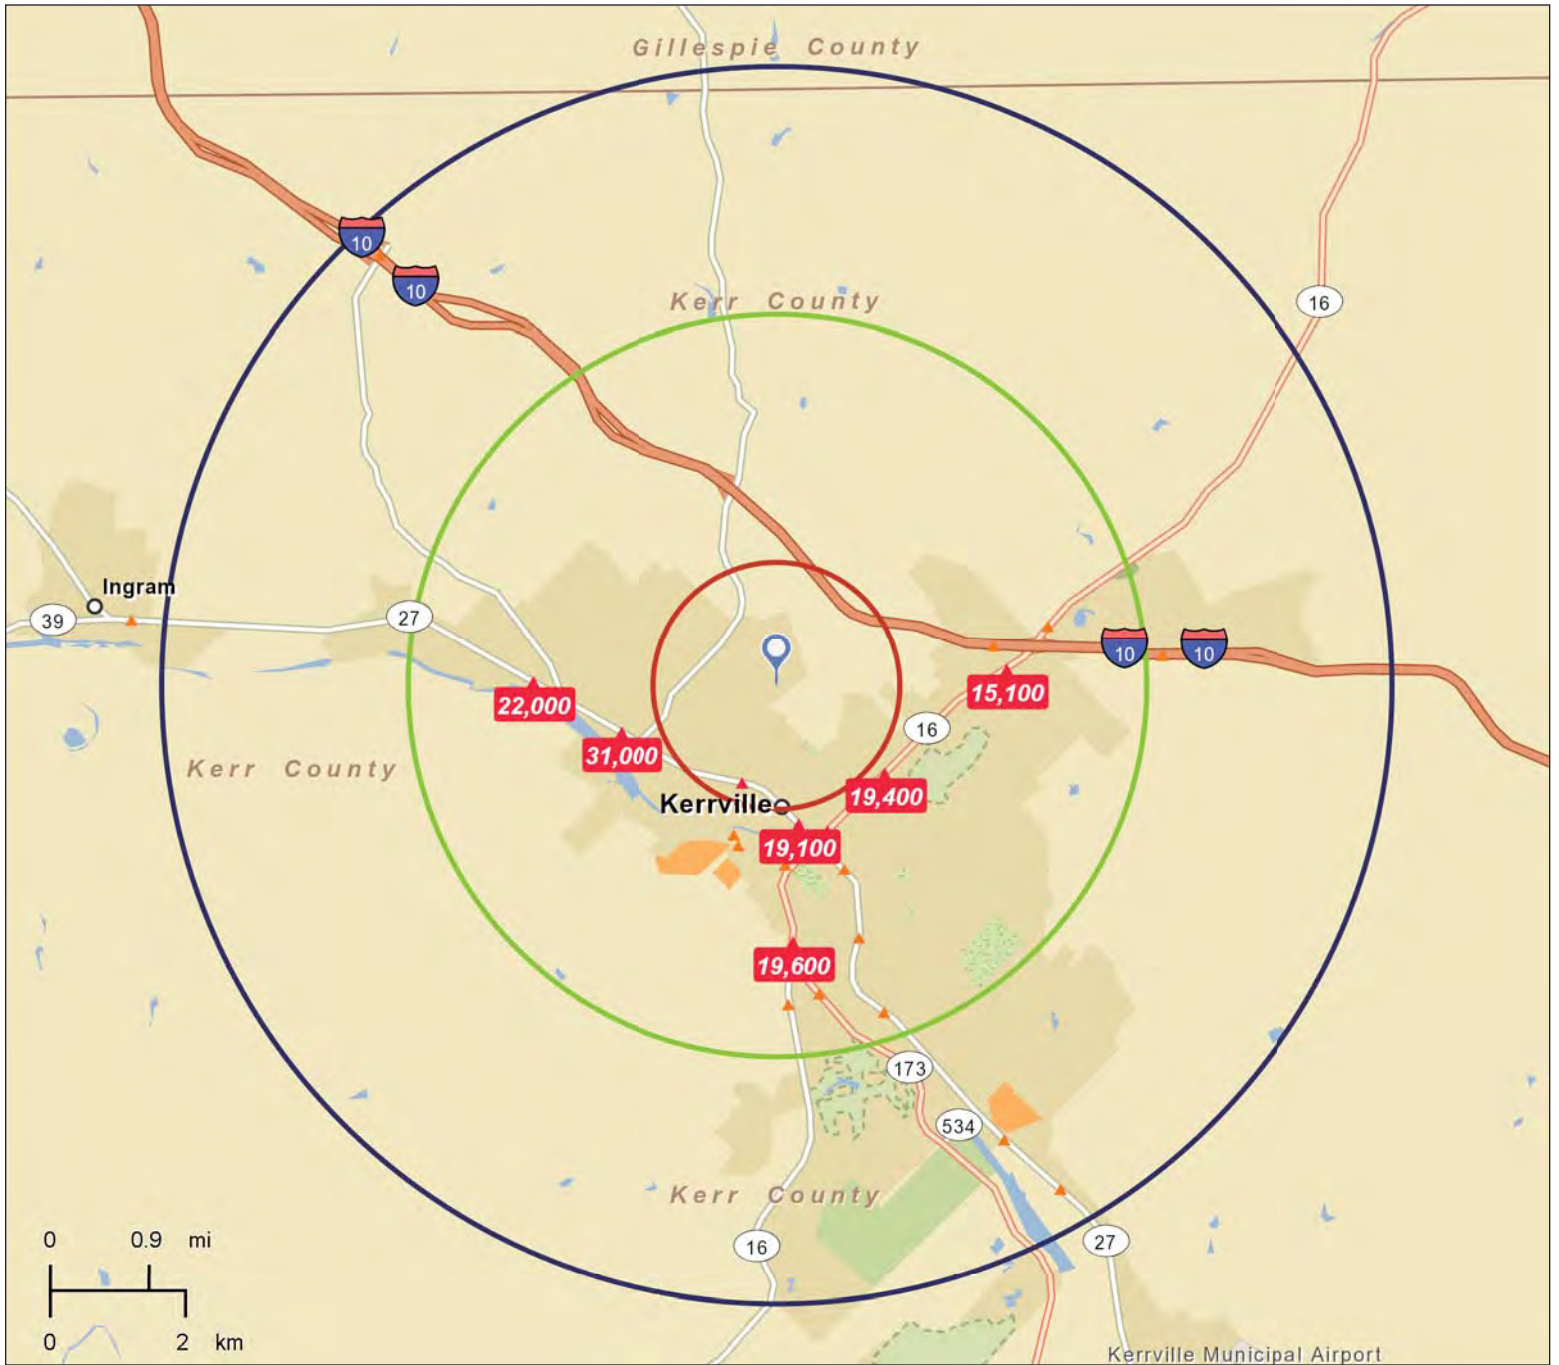 Gillespie County
10
10
Kerr County
16
Ingram
39
27
10
10
22,000
15,100
16
31,000
Kerr County
19,400
Kerrville
19,100
19,600
173
534
Kerr County
0 0.9 mi
16
27
0 2 km
Kerrville Municipal Airport